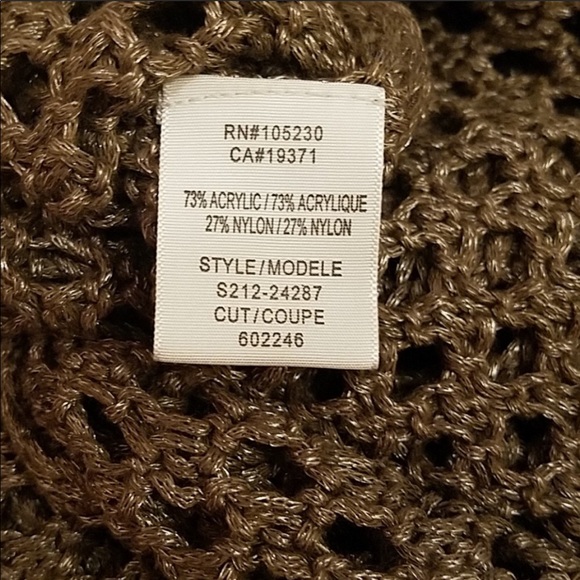 RN#105230
CA#19371
73% ACRYLIC / 73% ACRYLIQUE
27% NYLON / 27% NYLON
STYLE/MODELE
S212-24287
CUT/COUPE
602246